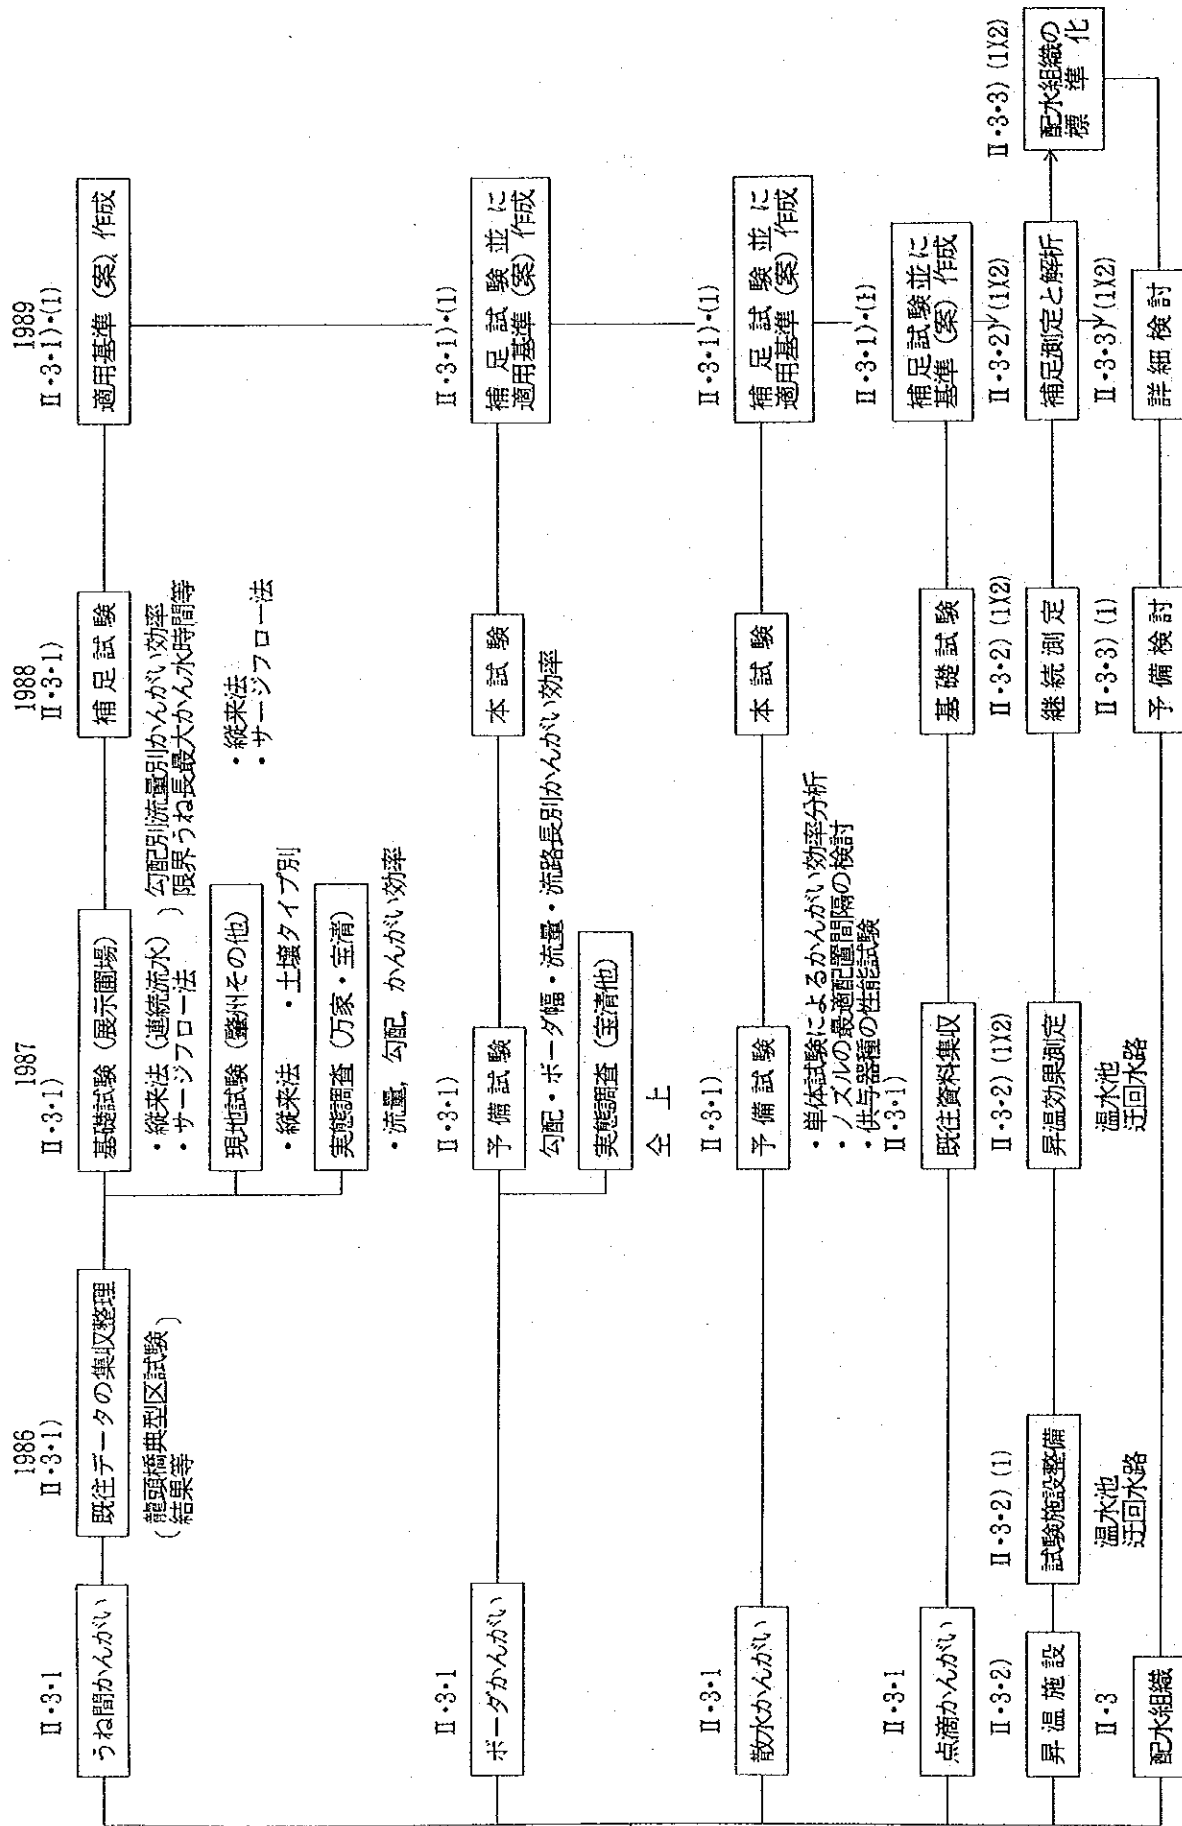 1986
1987
1988
1989
II・3・1
II・3・1)
II・3・1)
II・3・1)
II・3・1)・(1)
うね間かんがい
既往データの集収整理
基礎試験(展示圃場)
補足試験
適用基準(案)作成
(龍頭橋典型区試験
結果等)
・縦来法(連続流水)
・サージフロー法
)勾配別流量別かんがい効率
限界うね長最大かん水時間等
現地試験(肇州その他)
・縦来法 ・土壌タイプ別
・縦来法
・サージフロー法
実態調査(万家・宝清)
・流量, 勾配, かんがい効率
II・3・1
II・3・1)
II・3・1)・(1)
ボーダかんがい
予備試験
本試験
補足試験並に
適用基準(案)作成
勾配・ボーダ幅・流量・流路長別かんがい効率
実態調査(宝清他)
仝上
II・3・1
II・3・1)
II・3・1)・(1)
散水かんがい
予備試験
本試験
補足試験並に
適用基準(案)作成
・単体試験によるかんがい効率分析
・ノズルの最適配置間隔の検討
・供与器種の性能試験
II・3・1
II・3・1)
II・3・1)・(1)
点滴かんがい
既往資料集収
基礎試験
補足試験並に
基準(案)作成
II・3・2)
II・3・2)(1)
II・3・2)(1)(2)
II・3・2)(1)(2)
II・3・2)(1)(2)
II・3・3)(1)(2)
昇温施設
試験施設整備
昇温効果測定
継続測定
補足測定と解析
配水組織の
標準化
温水池
迂回水路
温水池
迂回水路
II・3
II・3・3)(1)
II・3・3)(1)(2)
配水組織
予備検討
詳細検討